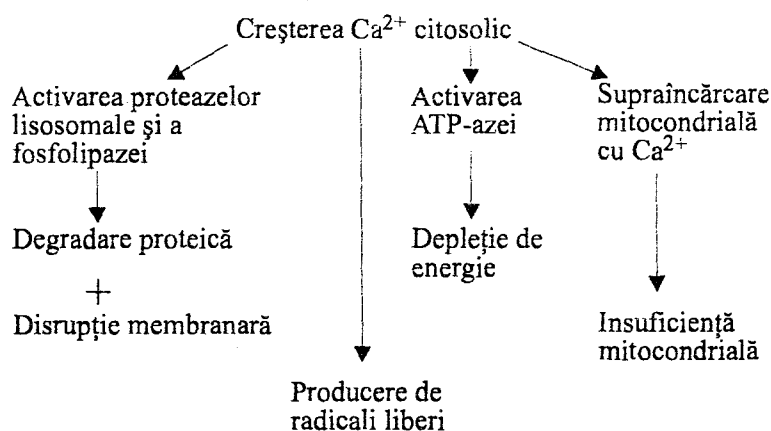 Creşterea Ca²⁺ citosolic
Activarea proteazelor
lisosomale şi a
fosfolipazei
Activarea
ATP-azei
Supraîncărcare
mitocondrială
cu Ca²⁺
Degradare proteică
+
Disrupţie membranară
Depleţie de
energie
Insuficienţă
mitocondrială
Producere de
radicali liberi